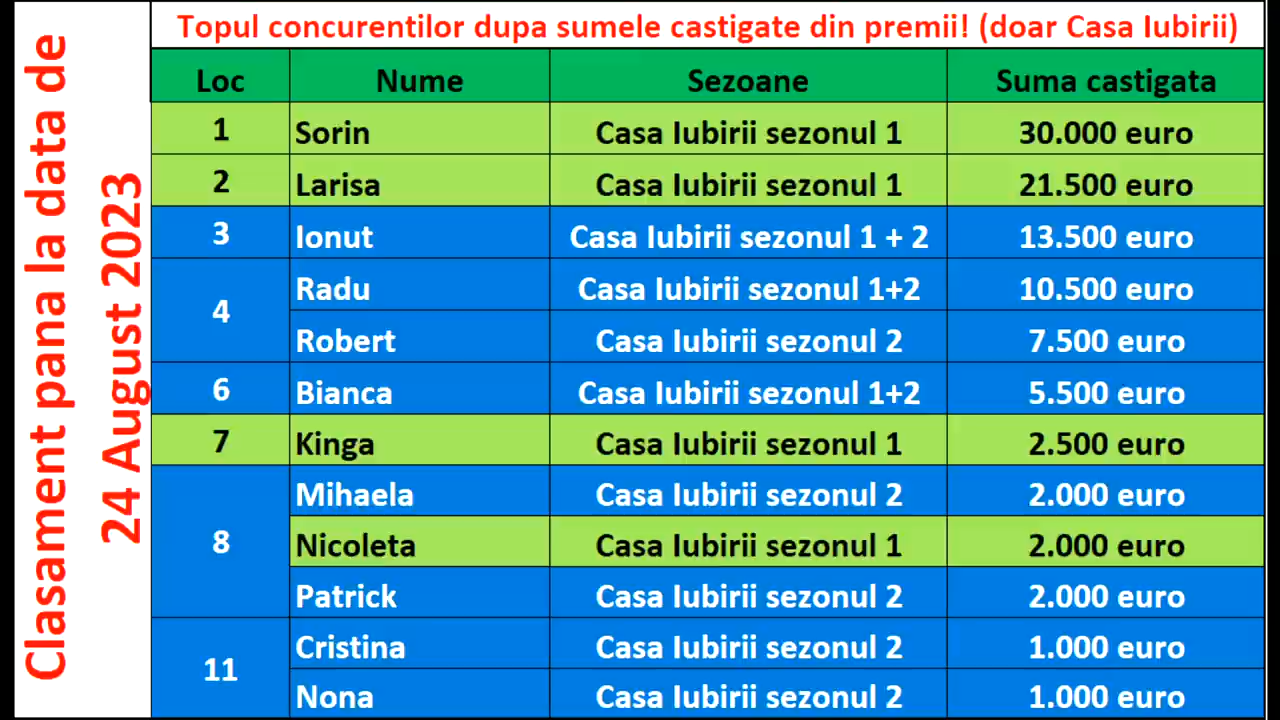 Clasament pana la data de
24 August 2023
Topul concurentilor dupa sumele castigate din premii! (doar Casa Iubirii)
Loc Nume Sezoane Suma castigata
1 Sorin Casa Iubirii sezonul 1 30.000 euro
2 Larisa Casa Iubirii sezonul 1 21.500 euro
3 Ionut Casa Iubirii sezonul 1 + 2 13.500 euro
4 Radu Casa Iubirii sezonul 1+2 10.500 euro
Robert Casa Iubirii sezonul 2 7.500 euro
6 Bianca Casa Iubirii sezonul 1+2 5.500 euro
7 Kinga Casa Iubirii sezonul 1 2.500 euro
8 Mihaela Casa Iubirii sezonul 2 2.000 euro
Nicoleta Casa Iubirii sezonul 1 2.000 euro
Patrick Casa Iubirii sezonul 2 2.000 euro
11 Cristina Casa Iubirii sezonul 2 1.000 euro
Nona Casa Iubirii sezonul 2 1.000 euro